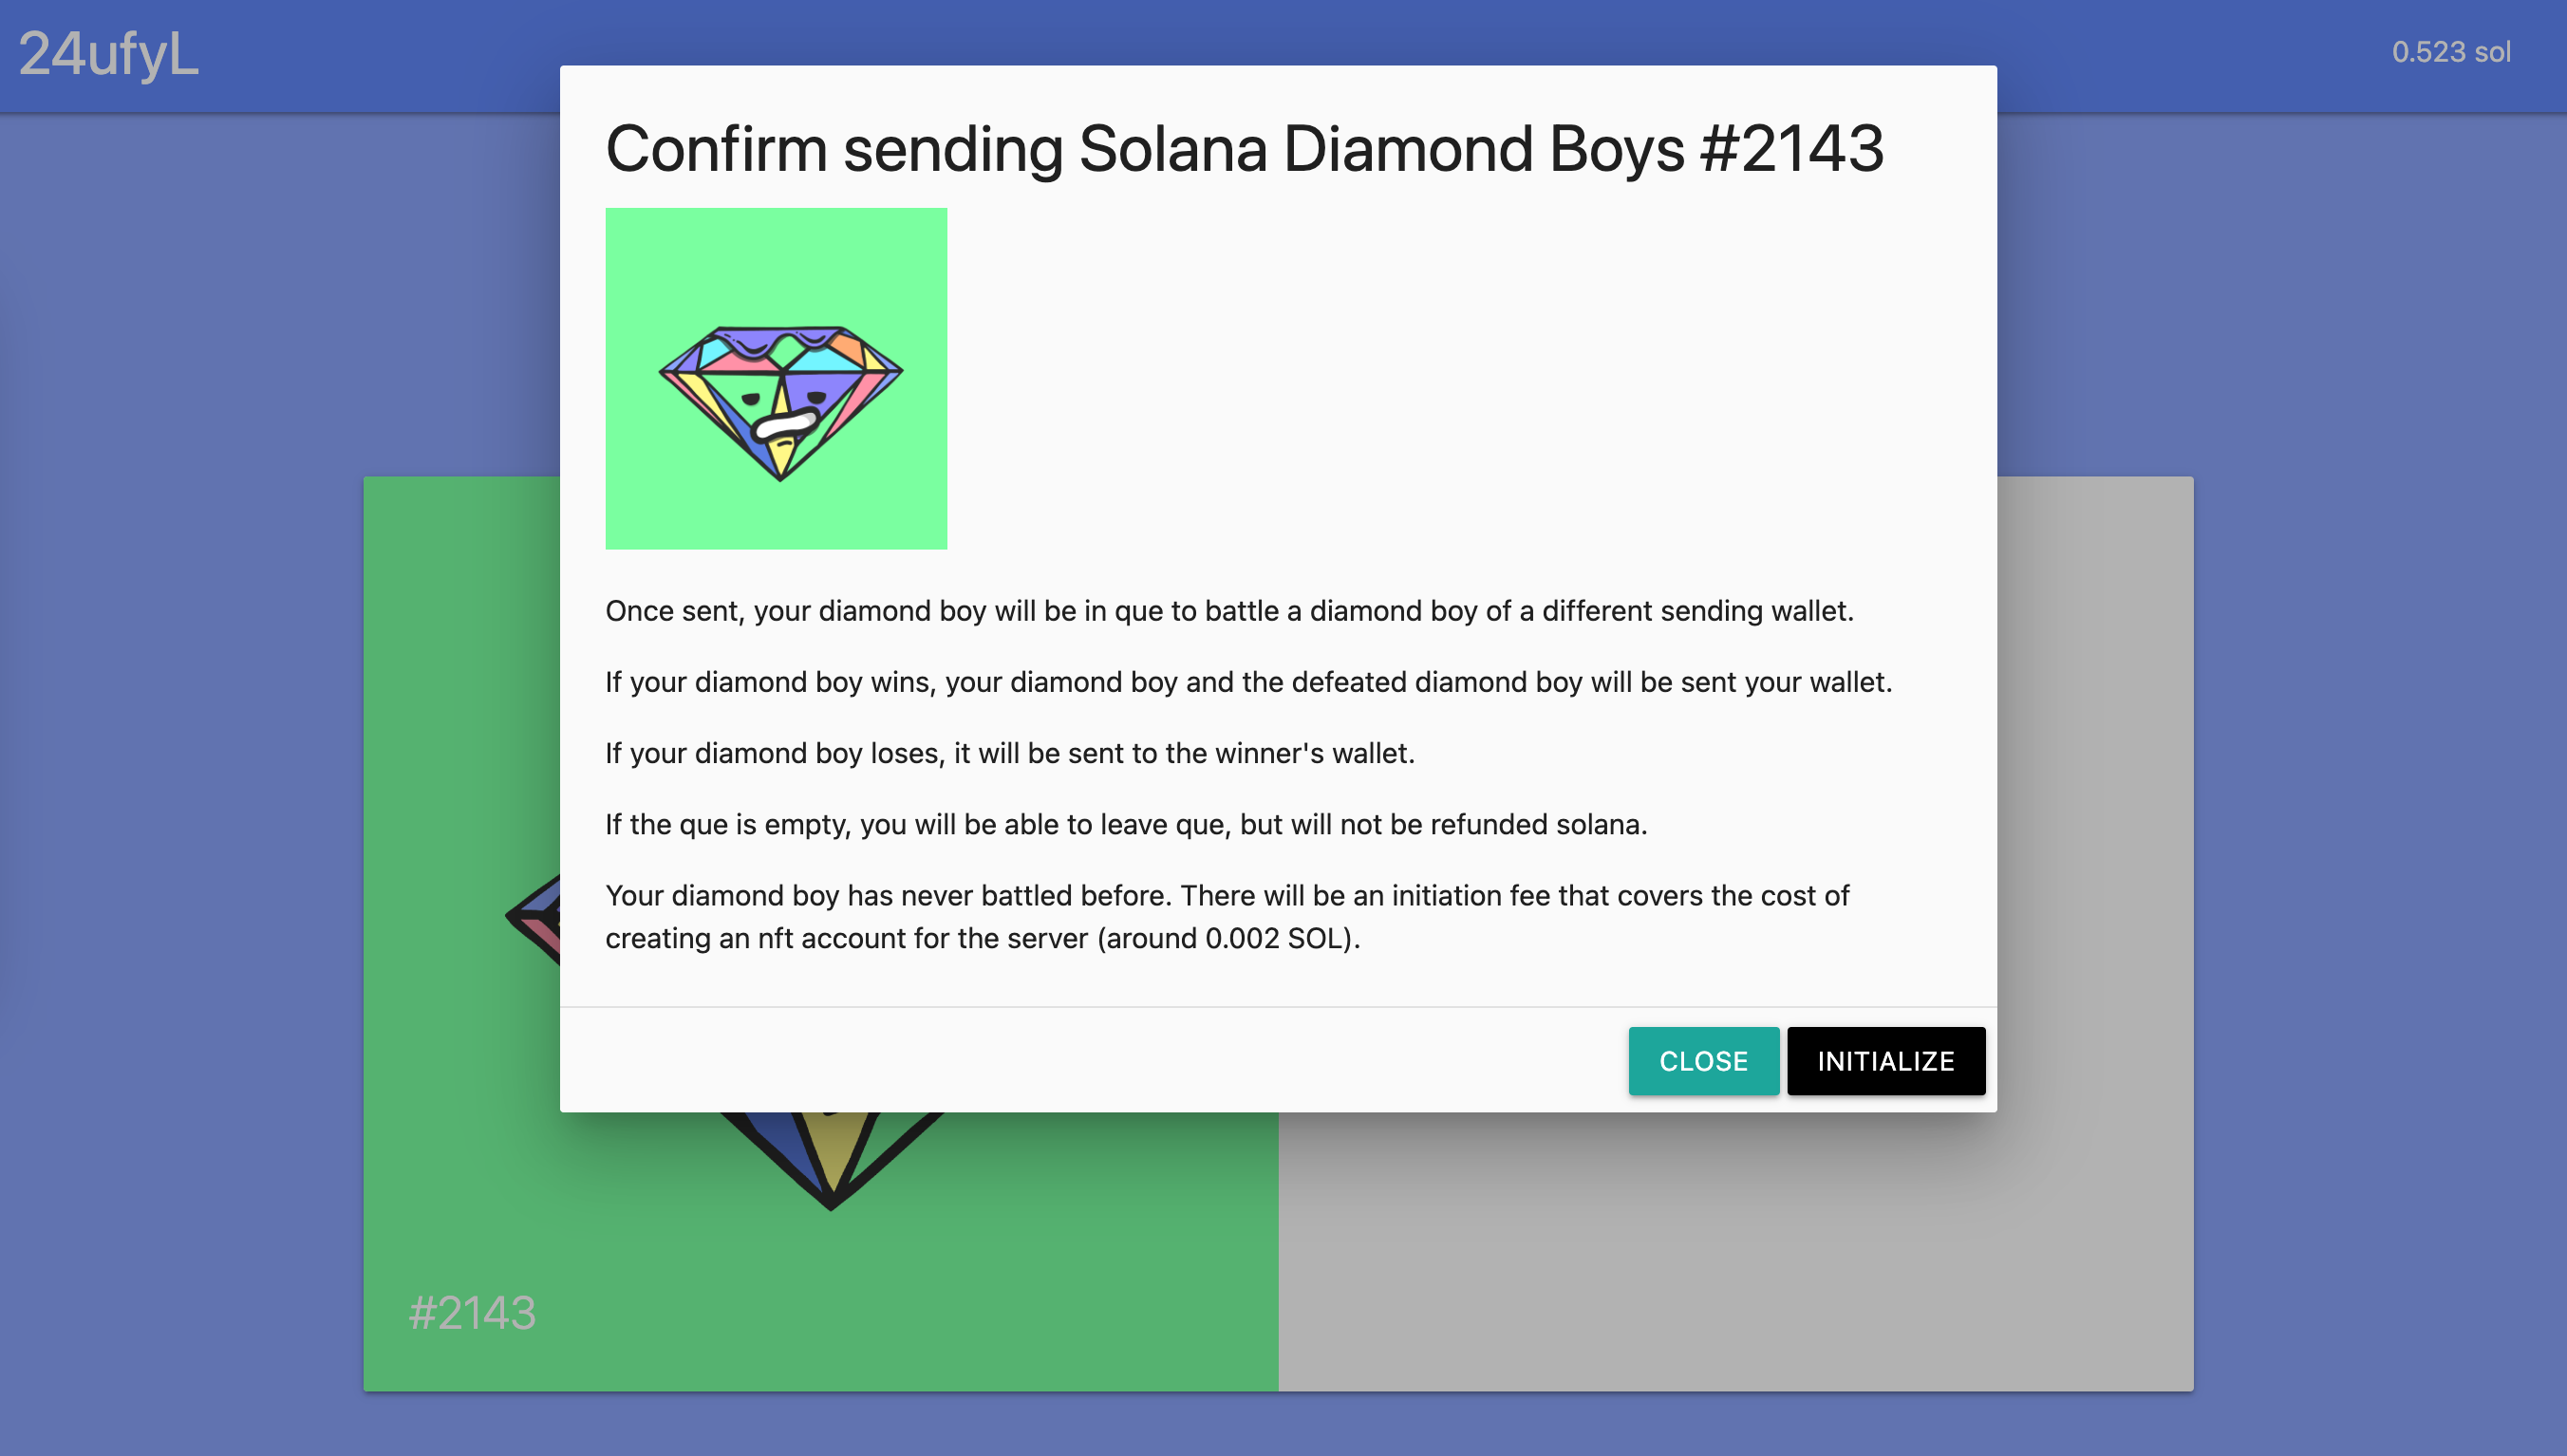 24ufyL
0.523 sol
Confirm sending Solana Diamond Boys #2143
Once sent, your diamond boy will be in que to battle a diamond boy of a different sending wallet.
If your diamond boy wins, your diamond boy and the defeated diamond boy will be sent your wallet.
If your diamond boy loses, it will be sent to the winner's wallet.
If the que is empty, you will be able to leave que, but will not be refunded solana.
Your diamond boy has never battled before. There will be an initiation fee that covers the cost of
creating an nft account for the server (around 0.002 SOL).
CLOSE
INITIALIZE
#2143